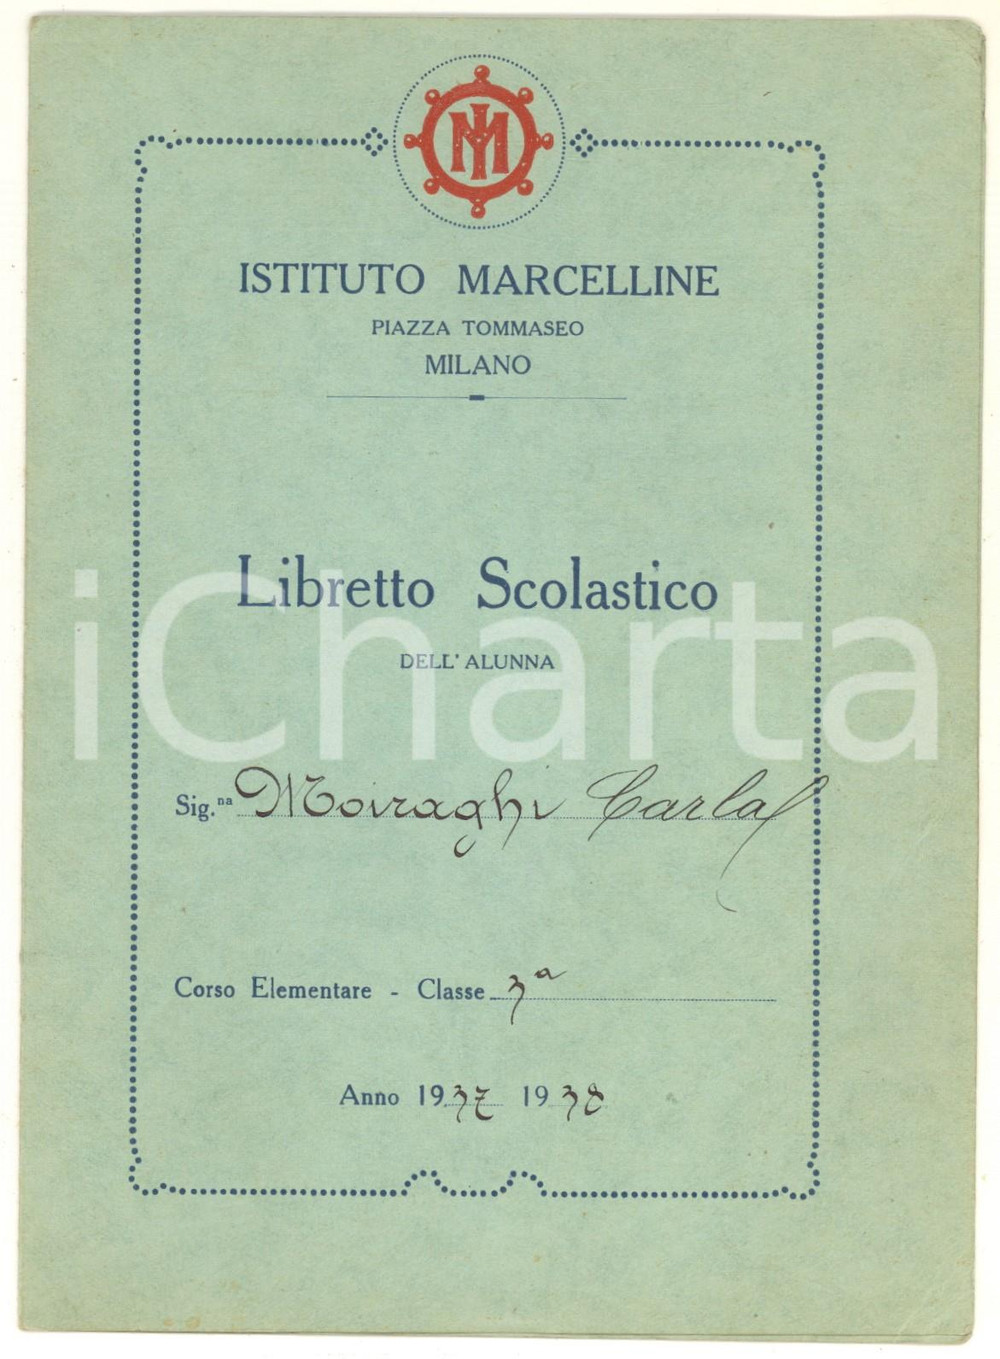 IM
ISTITUTO MARCELLINE
PIAZZA TOMMASEO
MILANO
Libretto Scolastico
DELL'ALUNNA
iCharta
Sig.na Moiraghi Carla
Corso Elementare - Classe 3a
Anno 1937 1938